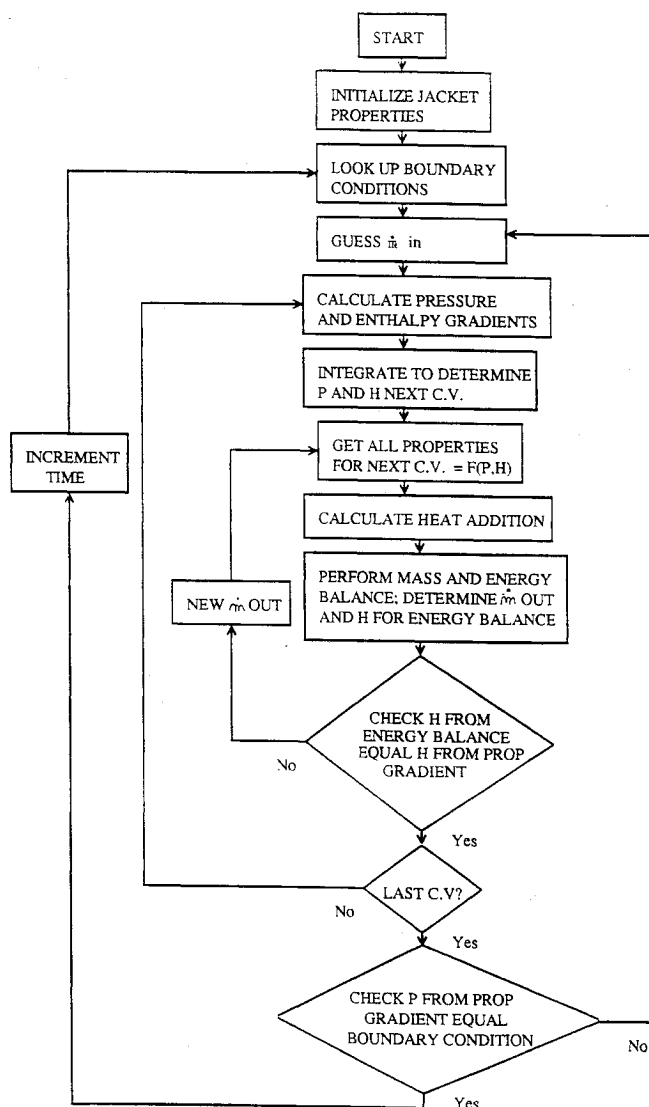 START
INITIALIZE JACKET
PROPERTIES
LOOK UP BOUNDARY
CONDITIONS
GUESS ṁ in
CALCULATE PRESSURE
AND ENTHALPY GRADIENTS
INTEGRATE TO DETERMINE
P AND H NEXT C.V.
INCREMENT
TIME
GET ALL PROPERTIES
FOR NEXT C.V. = F(P,H)
CALCULATE HEAT ADDITION
NEW ṁ OUT
PERFORM MASS AND ENERGY
BALANCE; DETERMINE ṁ OUT
AND H FOR ENERGY BALANCE
CHECK H FROM
ENERGY BALANCE
EQUAL H FROM PROP
GRADIENT
No
Yes
LAST C.V?
No
Yes
CHECK P FROM PROP
GRADIENT EQUAL
BOUNDARY CONDITION
No
Yes